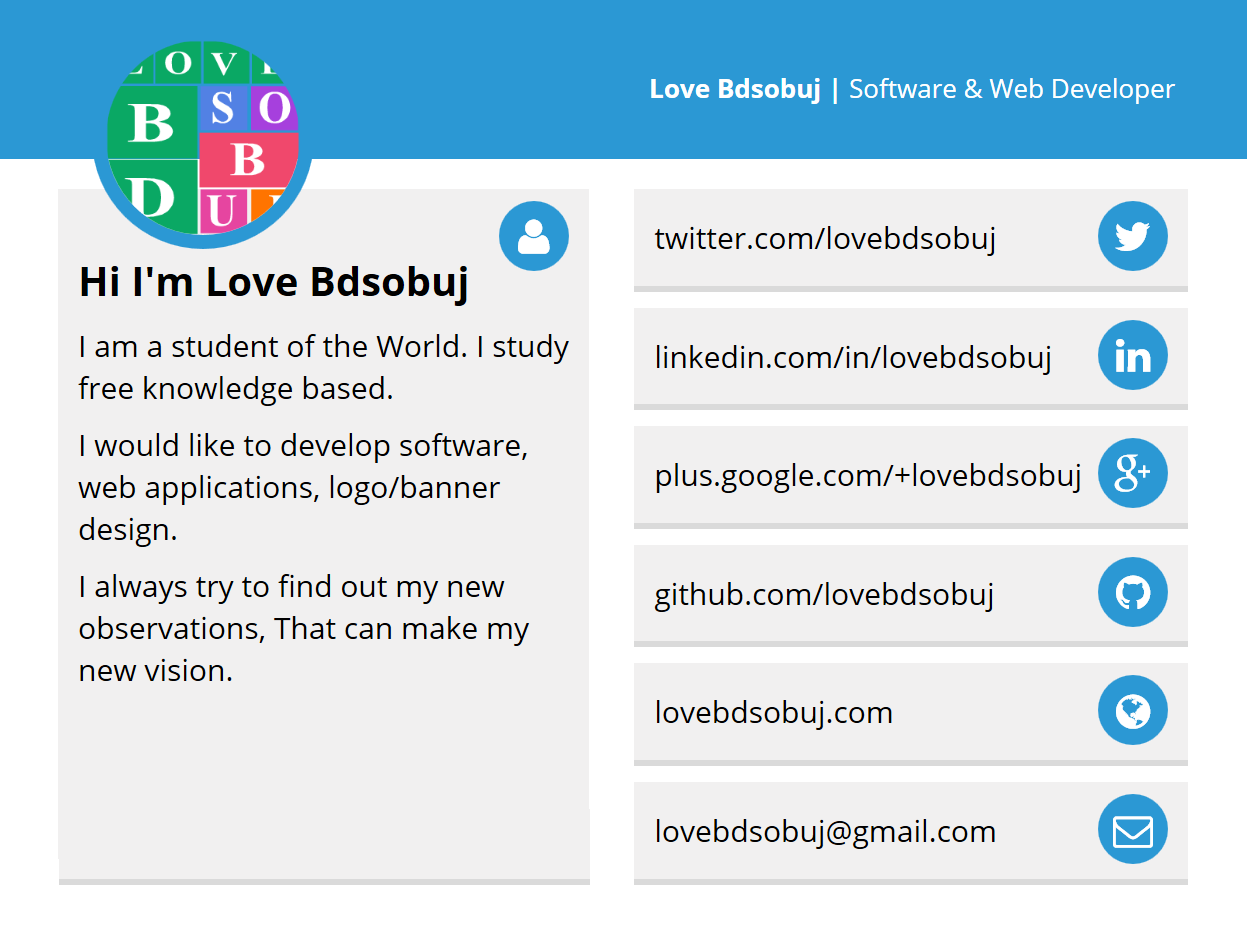 LOVE
B
S O
B
D
U
Love Bdsobuj | Software & Web Developer
Hi I'm Love Bdsobuj
I am a student of the World. I study
free knowledge based.
I would like to develop software,
web applications, logo/banner
design.
I always try to find out my new
observations, That can make my
new vision.
twitter.com/lovebdsobuj
in
linkedin.com/in/lovebdsobuj
g+
plus.google.com/+lovebdsobuj
github.com/lovebdsobuj
lovebdsobuj.com
lovebdsobuj@gmail.com